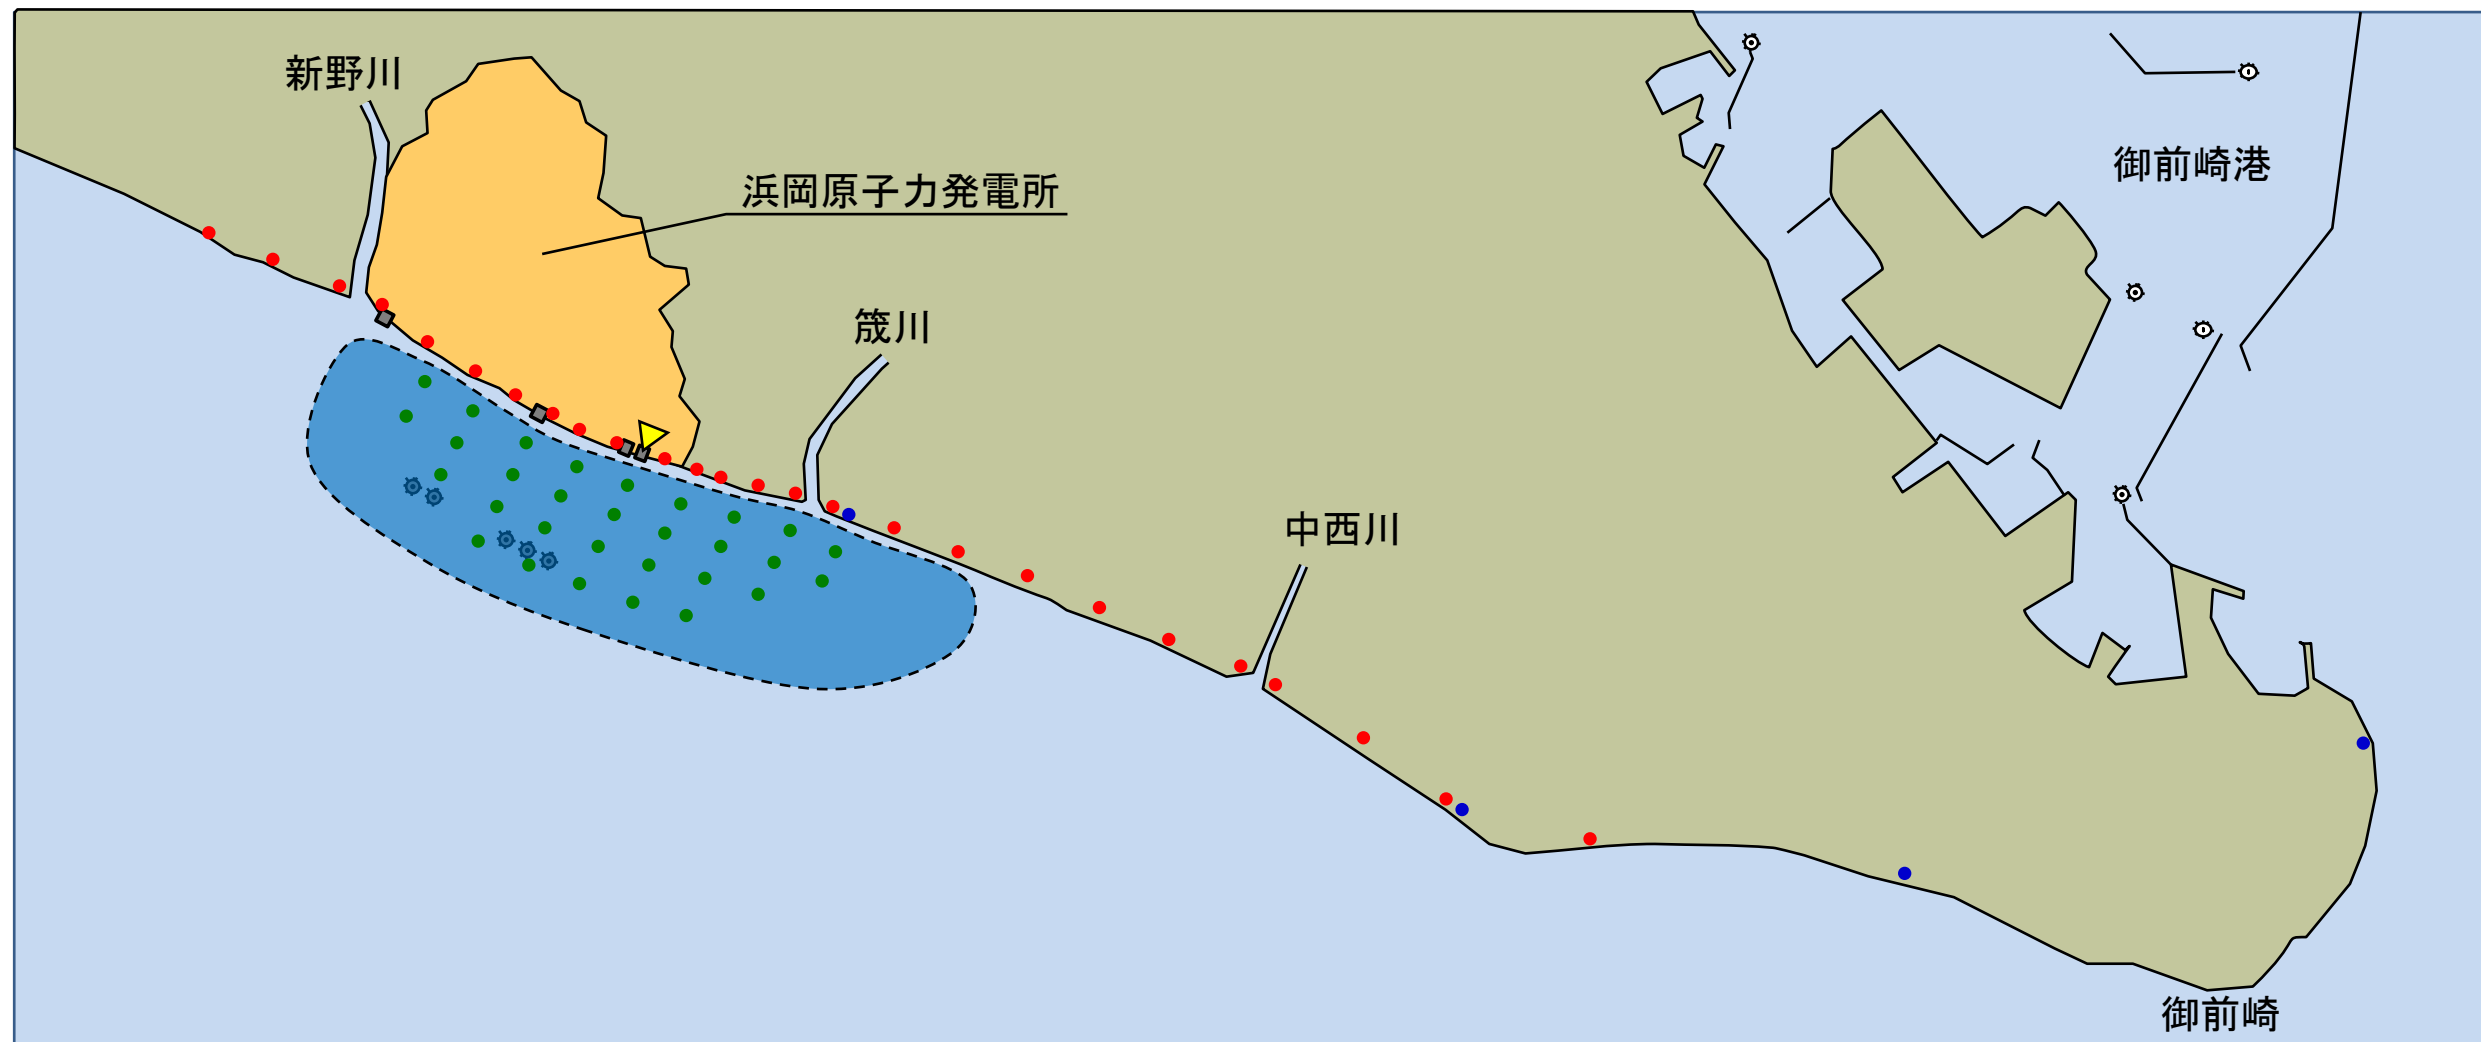 新野川
浜岡原子力発電所
御前崎港
筬川
中西川
御前崎